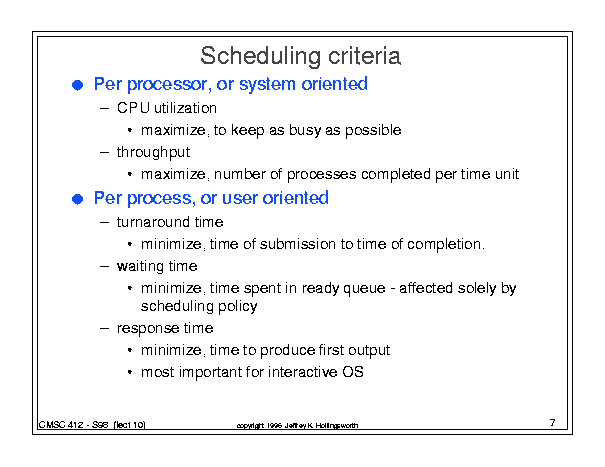 Scheduling criteria
● Per processor, or system oriented
– CPU utilization
• maximize, to keep as busy as possible
– throughput
• maximize, number of processes completed per time unit
● Per process, or user oriented
– turnaround time
• minimize, time of submission to time of completion.
– waiting time
• minimize, time spent in ready queue - affected solely by
scheduling policy
– response time
• minimize, time to produce first output
• most important for interactive OS
CMSC 412 - S98 (lect 10)
copyright 1996 Jeffrey K. Hollingsworth
7